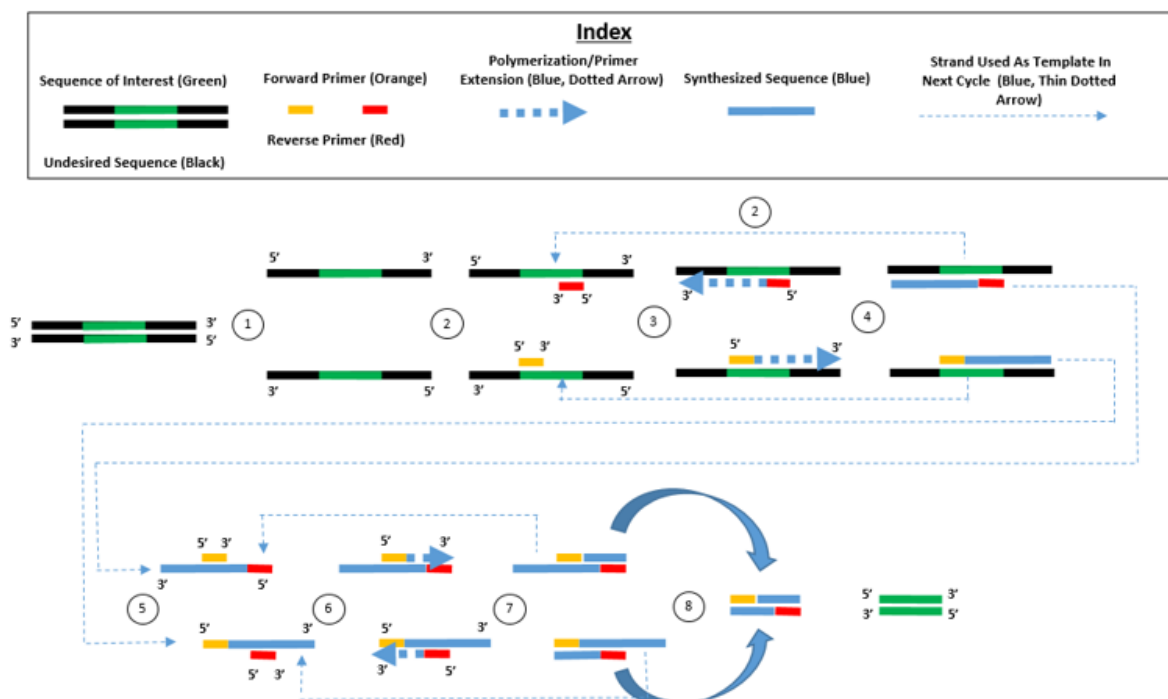 Index
Sequence of Interest (Green)
Undesired Sequence (Black)
Forward Primer (Orange)
Reverse Primer (Red)
Polymerization/Primer
Extension (Blue, Dotted Arrow)
Synthesized Sequence (Blue)
Strand Used As Template In
Next Cycle (Blue, Thin Dotted
Arrow)
2
5' 3' 5' 3'
3' 5' 3' 5'
5' 3'
3' 5'
1 2 3 4
5' 3' 5' 3'
3' 5' 3' 5'
5' 3' 5' 3'
3' 5'
5' 3'
3' 5'
5 6 7 8
5' 3' 5' 3'
5' 3' 3' 5'